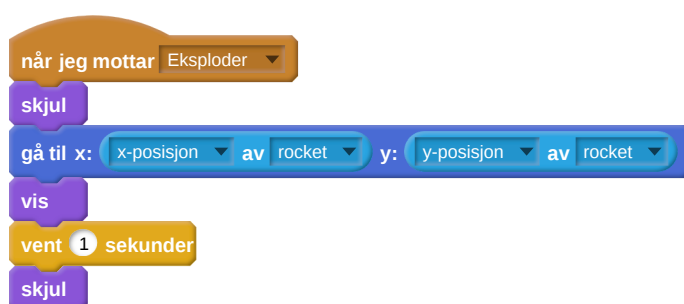 når jeg mottar Eksploder
skjul
gå til x: x-posisjon av rocket y: y-posisjon av rocket
vis
vent 1 sekunder
skjul